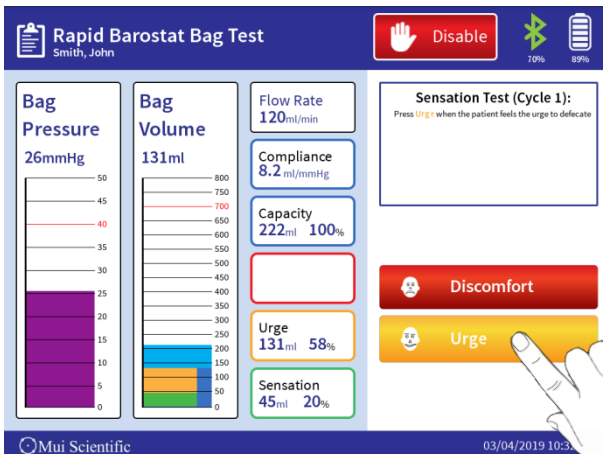 Rapid Barostat Bag Test
Smith, John
Disable
70%
89%
Bag
Pressure
26mmHg
50
45
40
35
30
25
20
15
10
5
0
Bag
Volume
131ml
800
750
700
650
600
550
500
450
400
350
300
250
200
150
100
50
0
Flow Rate
120ml/min
Compliance
8.2 ml/mmHg
Capacity
222ml 100%
Urge
131ml 58%
Sensation
45ml 20%
Sensation Test (Cycle 1):
Press Urge when the patient feels the urge to defecate
Discomfort
Urge
Mui Scientific
03/04/2019